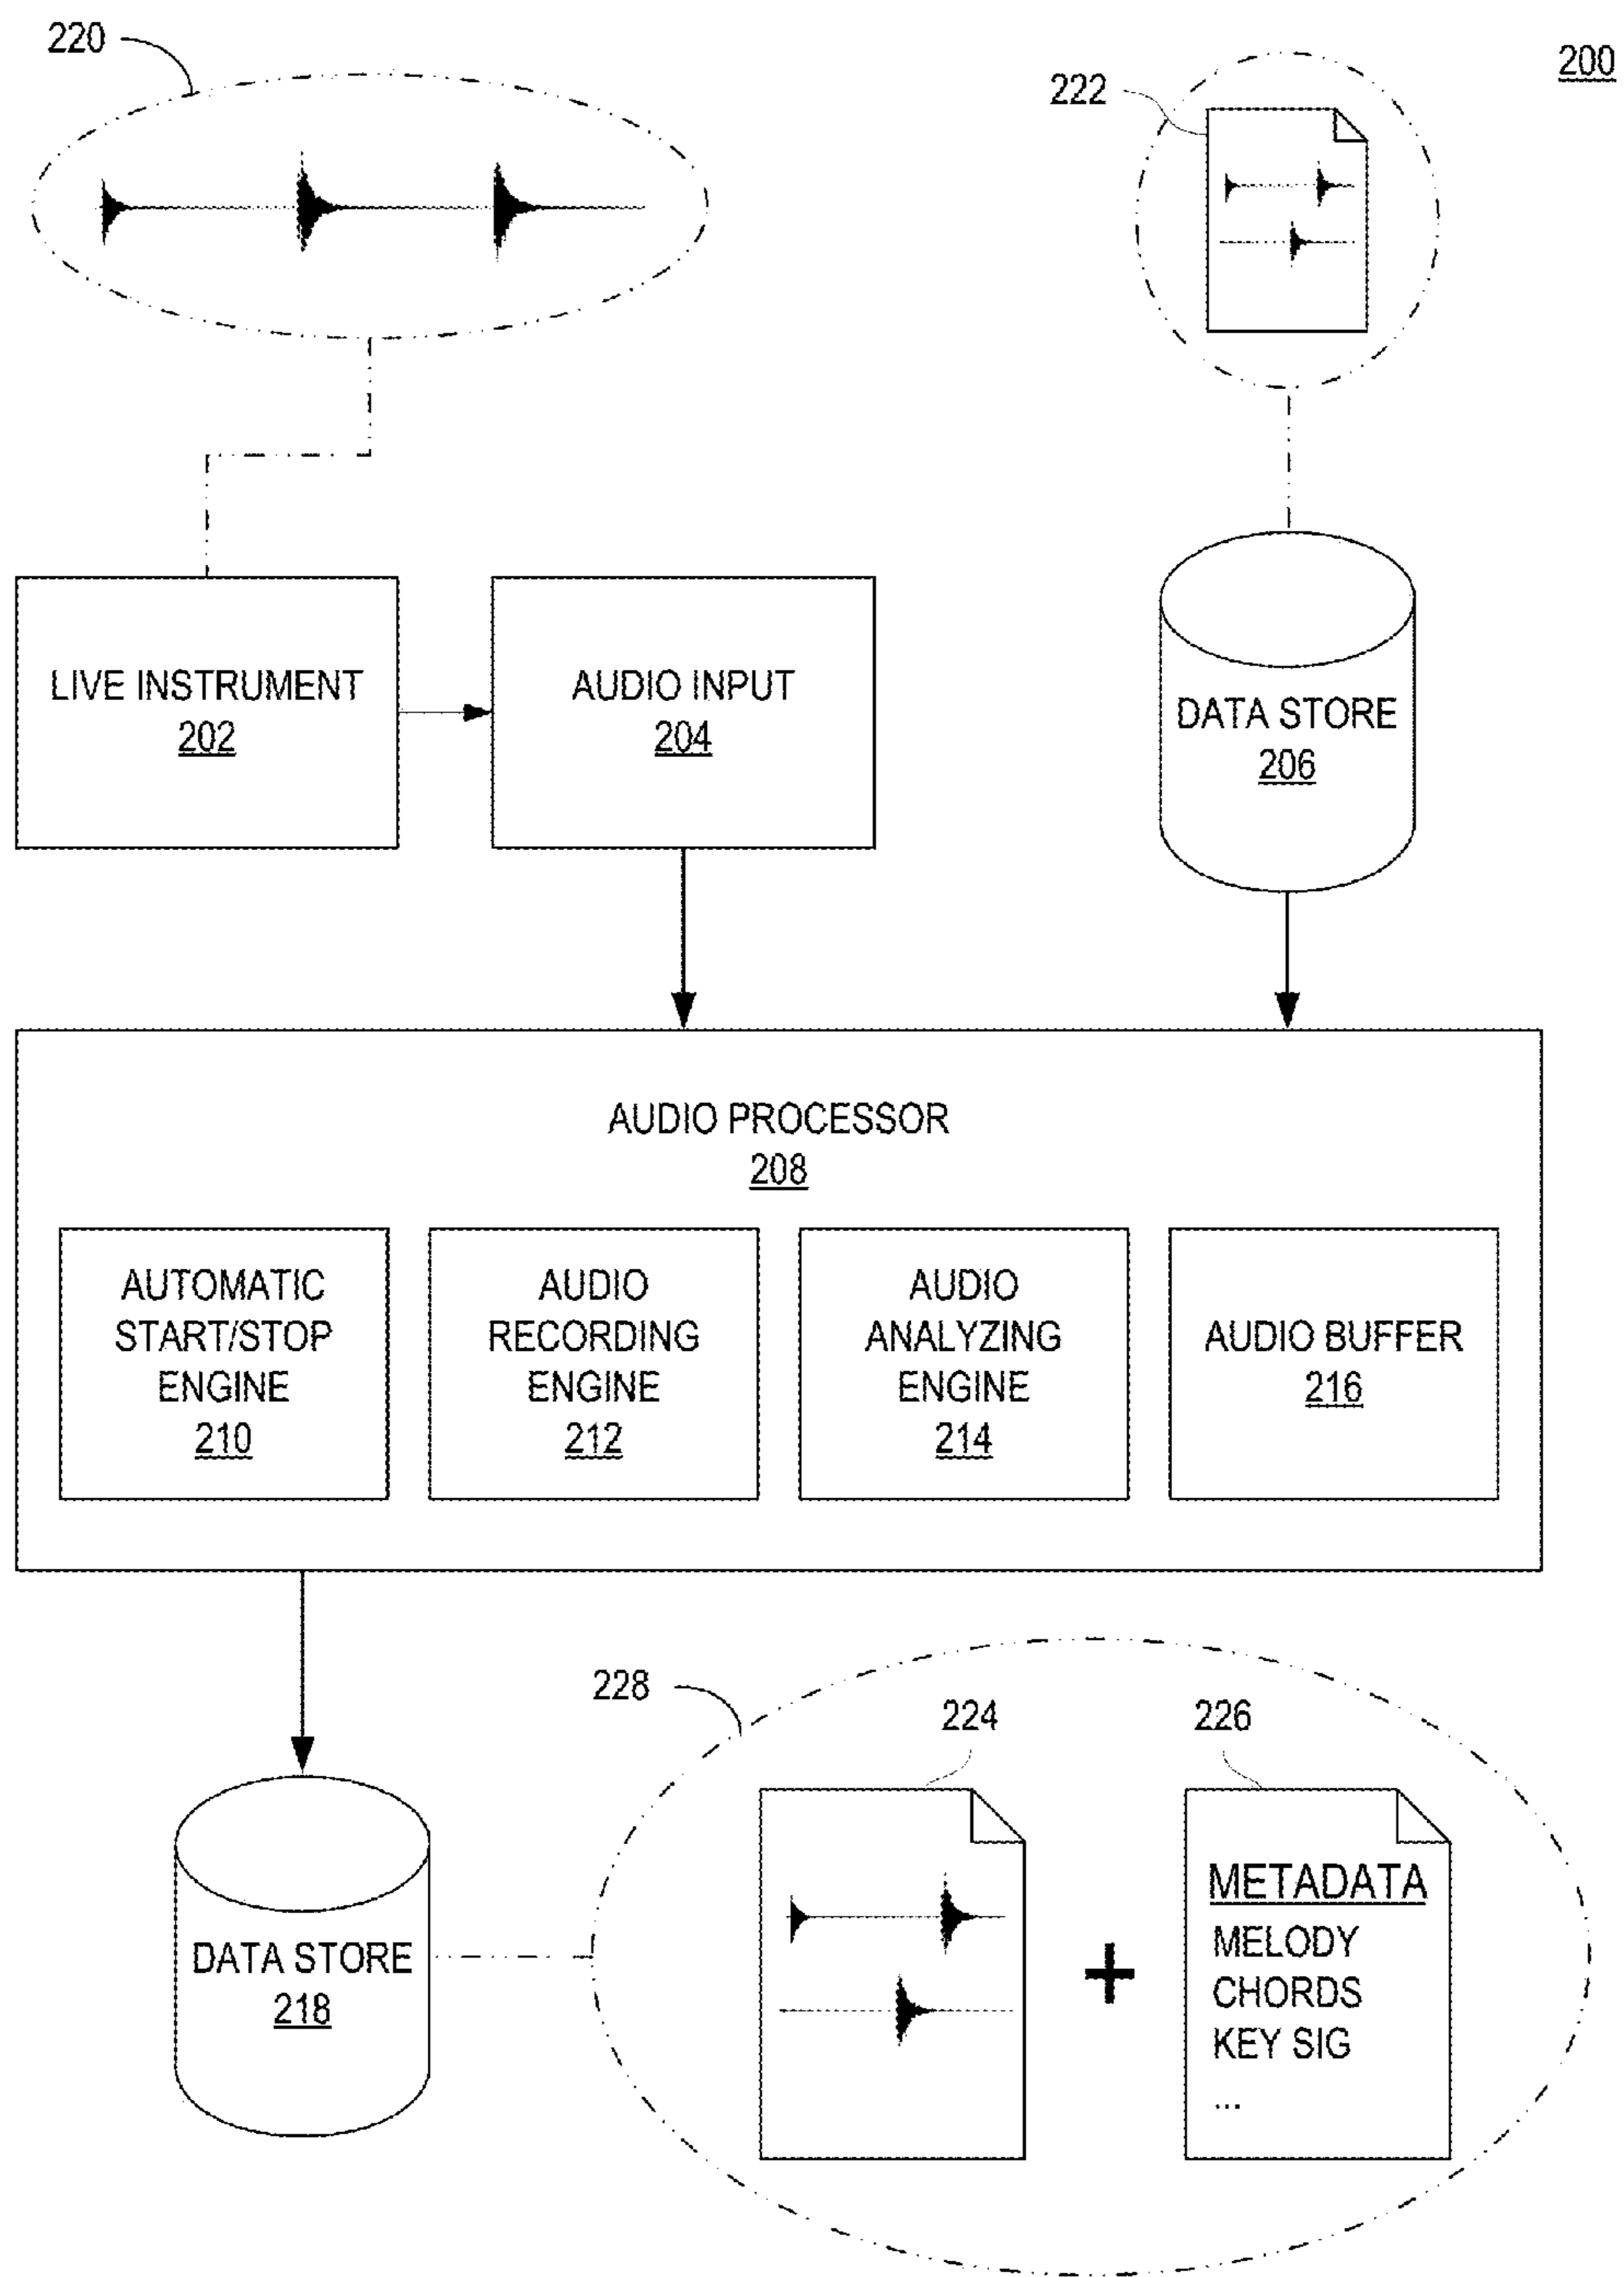 220
222
200
LIVE INSTRUMENT
202
AUDIO INPUT
204
DATA STORE
206
AUDIO PROCESSOR
208
AUTOMATIC
START/STOP
ENGINE
210
AUDIO
RECORDING
ENGINE
212
AUDIO
ANALYZING
ENGINE
214
AUDIO BUFFER
216
228
224
226
DATA STORE
218
+
METADATA
MELODY
CHORDS
KEY SIG
...